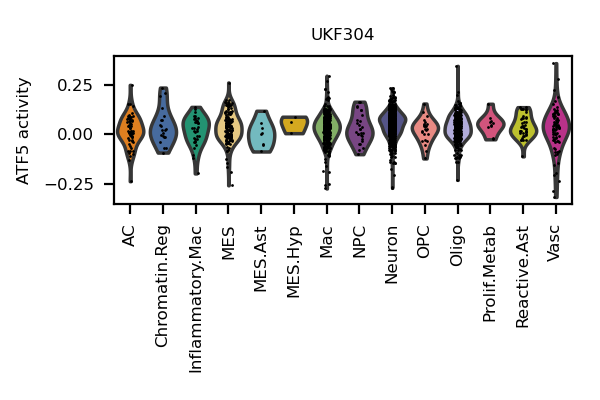 UKF304
ATF5 activity
0.25
0.00
−0.25
AC
Chromatin.Reg
Inflammatory.Mac
MES
MES.Ast
MES.Hyp
Mac
NPC
Neuron
OPC
Oligo
Prolif.Metab
Reactive.Ast
Vasc